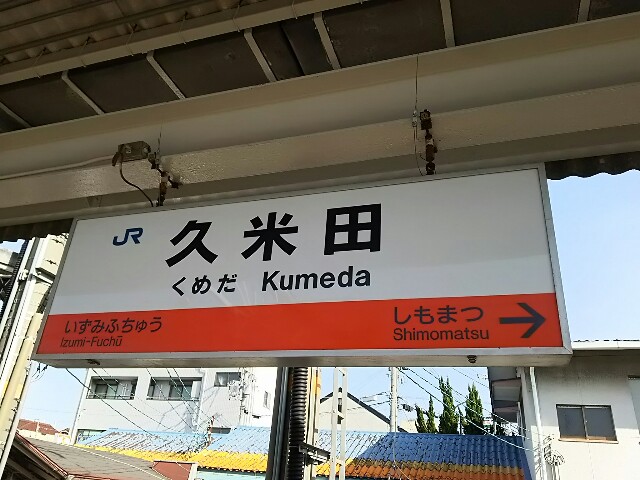 JR 久米田
くめだ Kumeda
いずみふちゅう
Izumi-Fuchū
しもまつ
Shimomatsu